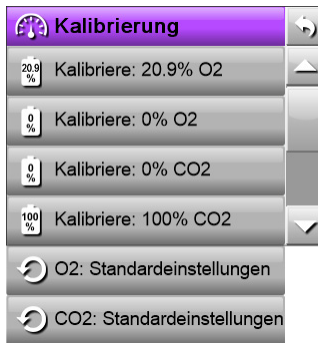 Kalibrierung
20.9 % Kalibriere: 20.9% O2
0 % Kalibriere: 0% O2
0 % Kalibriere: 0% CO2
100 % Kalibriere: 100% CO2
O2: Standardeinstellungen
CO2: Standardeinstellungen